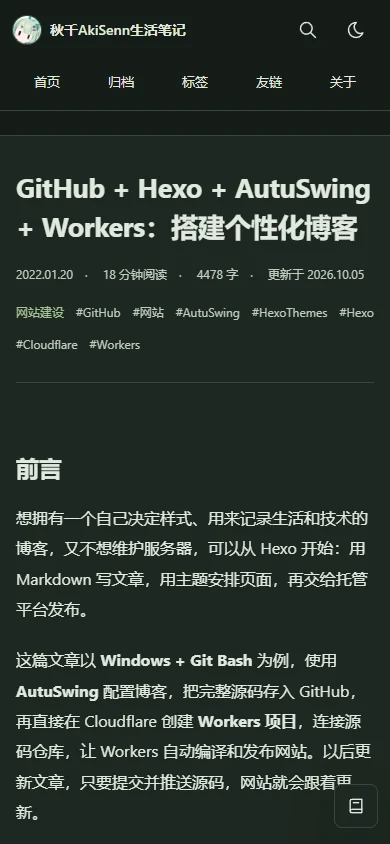 秋千AkiSenn生活笔记
首页 归档 标签 友链 关于
GitHub + Hexo + AutuSwing
+ Workers：搭建个性化博客
2022.01.20 · 18 分钟阅读 · 4478 字 · 更新于 2026.10.05
网站建设 #GitHub #网站 #AutuSwing #HexoThemes #Hexo
#Cloudflare #Workers
前言
想拥有一个自己决定样式、用来记录生活和技术的
博客，又不想维护服务器，可以从 Hexo 开始：用
Markdown 写文章，用主题安排页面，再交给托管
平台发布。
这篇文章以 Windows + Git Bash 为例，使用
AutuSwing 配置博客，把完整源码存入 GitHub，
再直接在 Cloudflare 创建 Workers 项目，连接源
码仓库，让 Workers 自动编译和发布网站。以后更
新文章，只要提交并推送源码，网站就会跟着更
新。